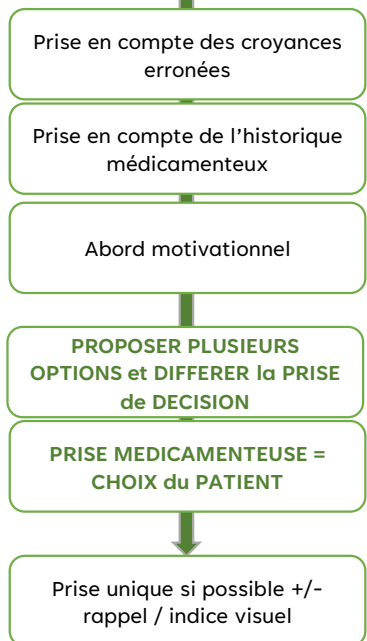 Prise en compte des croyances
erronées
Prise en compte de l’historique
médicamenteux
Abord motivationnel
PROPOSER PLUSIEURS
OPTIONS et DIFFERER la PRISE
de DECISION
PRISE MEDICAMENTEUSE =
CHOIX du PATIENT
Prise unique si possible +/-
rappel / indice visuel